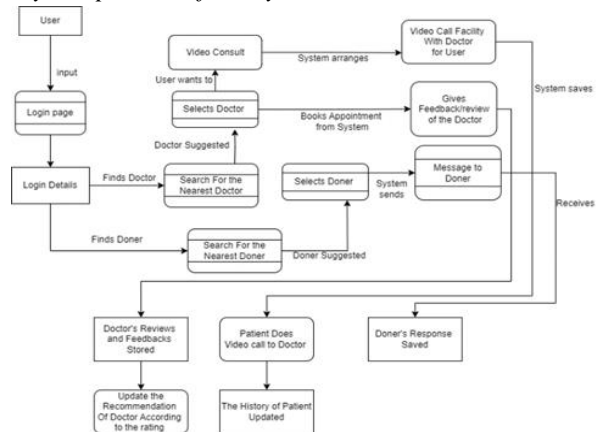 User
Video Consult
Video Call Facility
With Doctor
for User
System arranges
User wants to
input
System saves
Login page
Selects Doctor
Books Appointment
from System
Gives
Feedback/review
of the Doctor
Doctor Suggested
Login Details
Finds Doctor
Search For the
Nearest Doctor
Selects Doner
System
sends
Message to
Doner
Receives
Finds Doner
Search For the
Nearest Doner
Doner Suggested
Doctor's Reviews
and Feedbacks
Stored
Patient Does
Video call to Doctor
Doner's Response
Saved
Update the
Recommendation
Of Doctor According
to the rating
The History of Patient
Updated